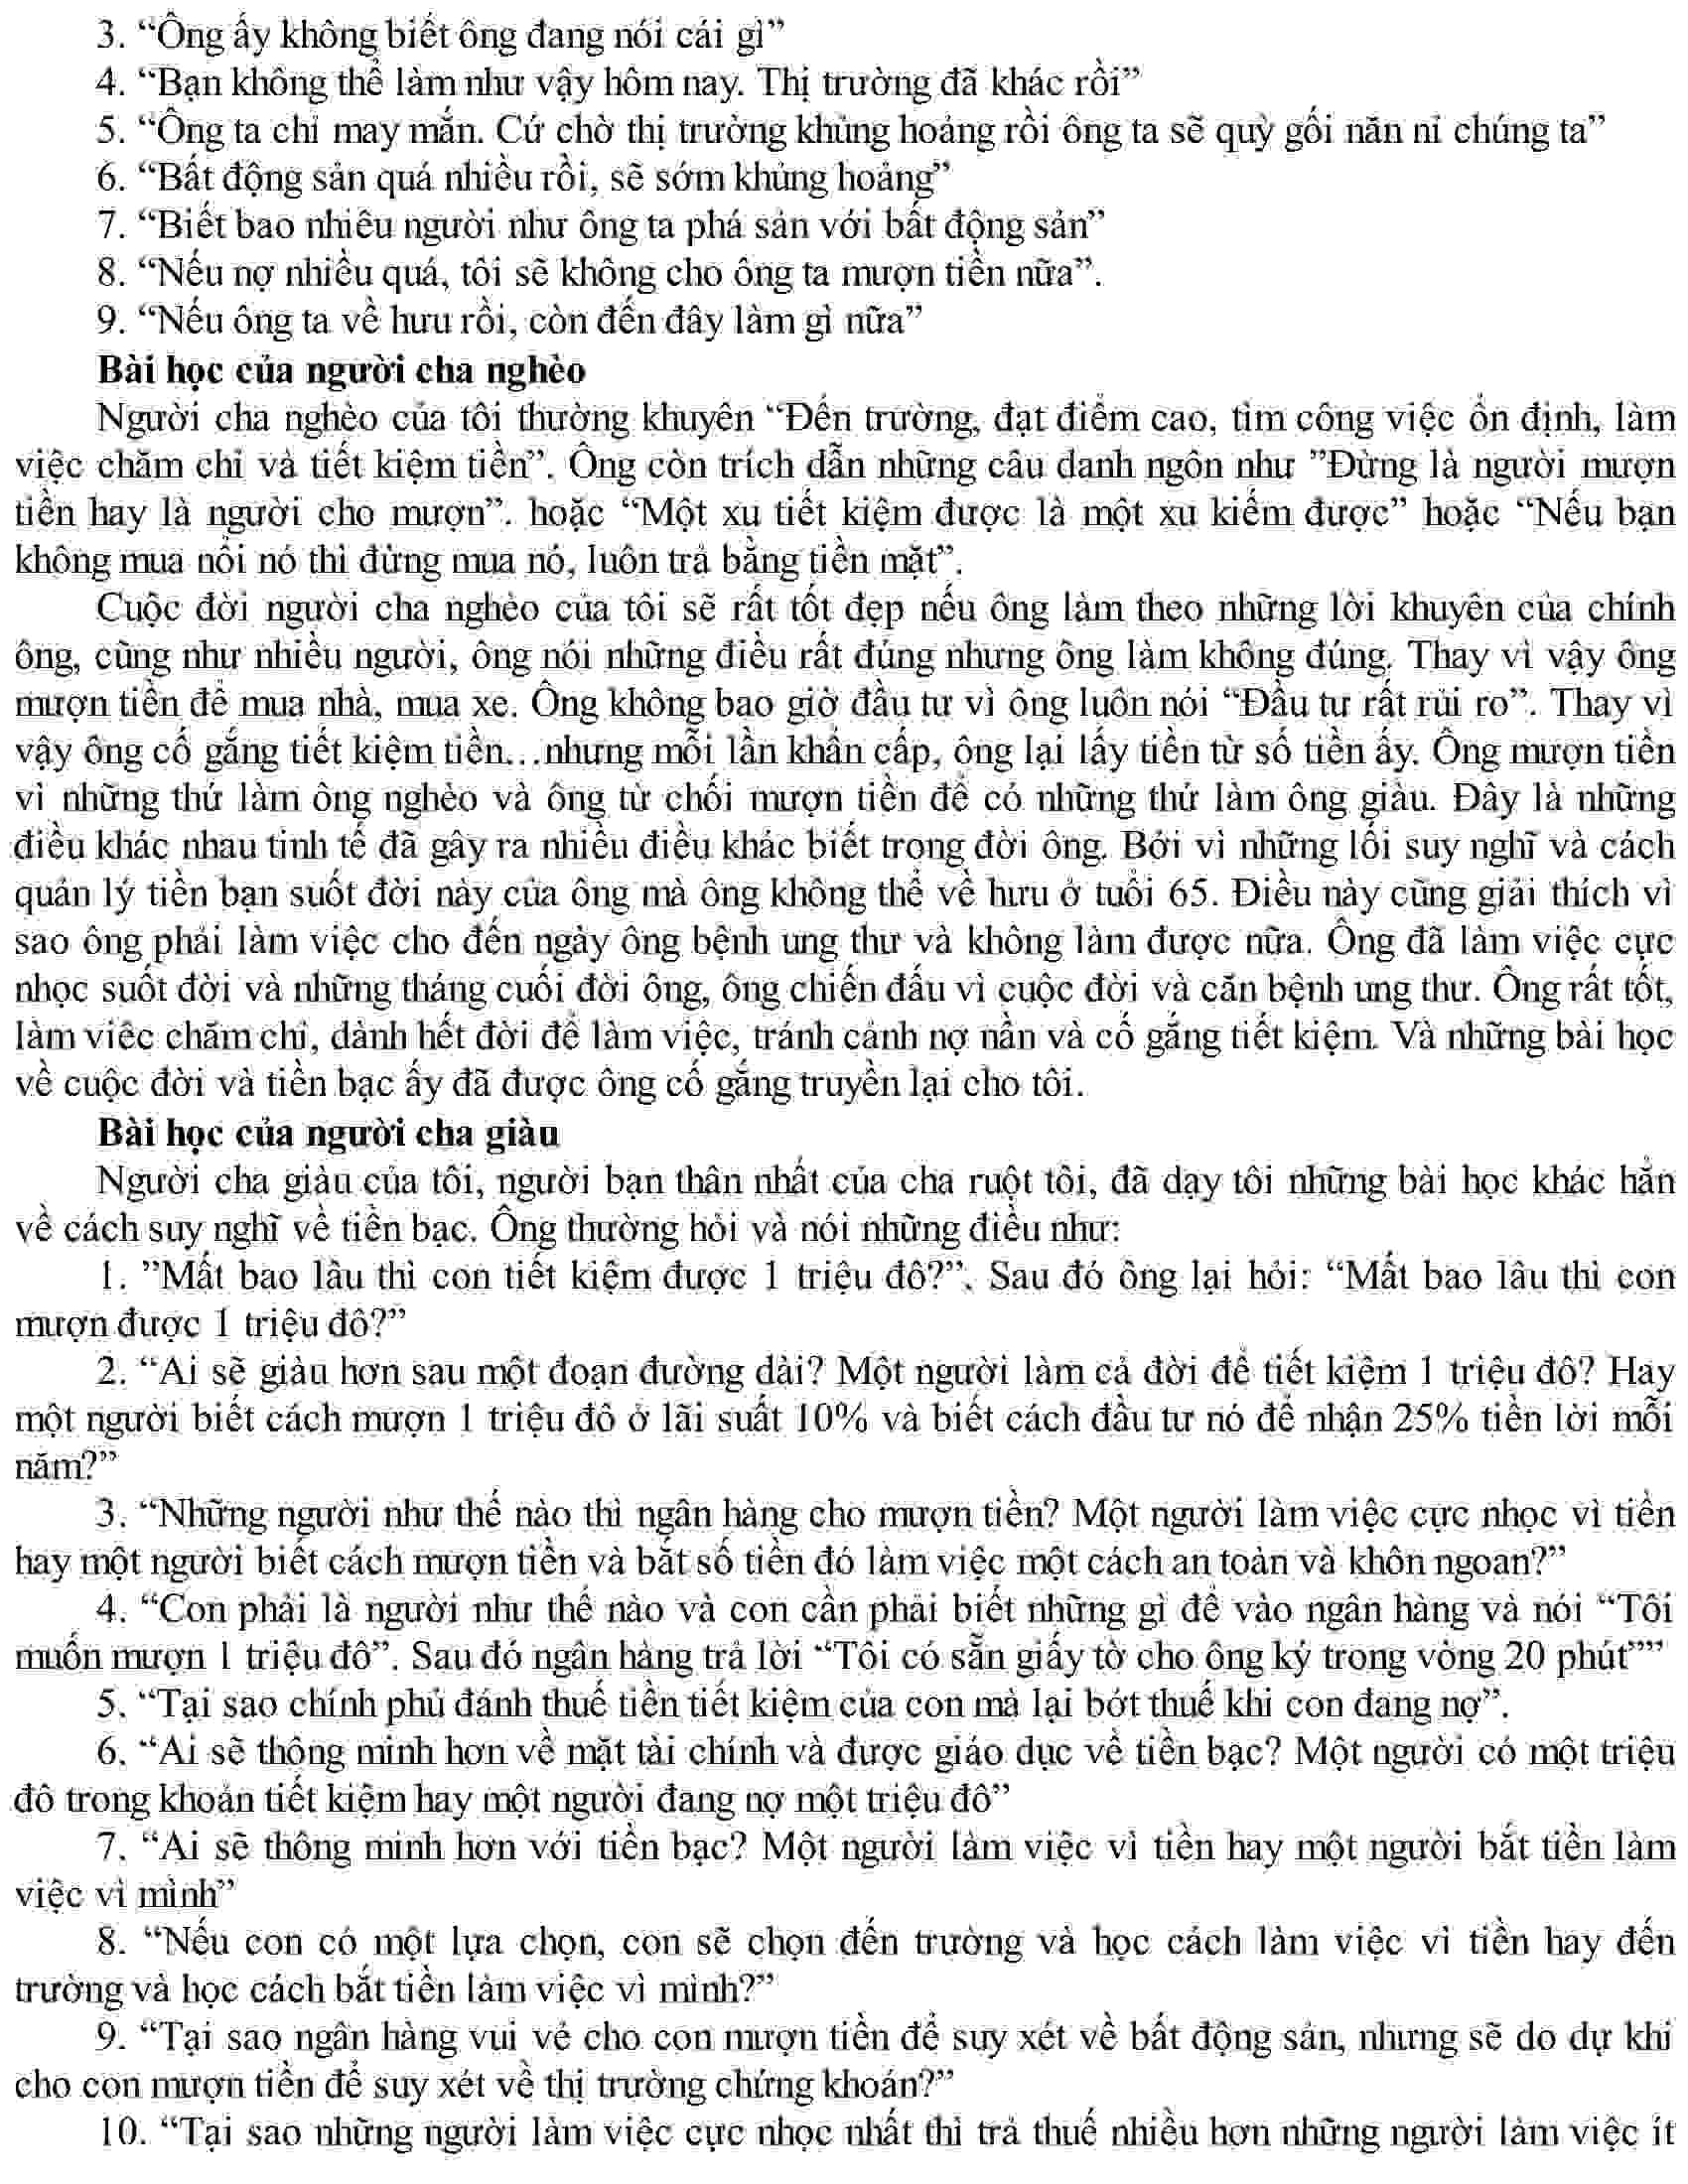 3. “Ông ấy không biết ông đang nói cái gì”
4. “Bạn không thể làm như vậy hôm nay. Thị trường đã khác rồi”
5. “Ông ta chỉ may mắn. Cứ chờ thị trường khủng hoảng rồi ông ta sẽ quỳ gối năn nỉ chúng ta”
6. “Bất động sản quá nhiều rồi, sẽ sớm khủng hoảng”
7. “Biết bao nhiêu người như ông ta phá sản với bất động sản”
8. “Nếu nợ nhiều quá, tôi sẽ không cho ông ta mượn tiền nữa”.
9. “Nếu ông ta về hưu rồi, còn đến đây làm gì nữa”
Bài học của người cha nghèo
Người cha nghèo của tôi thường khuyên “Đến trường, đạt điểm cao, tìm công việc ổn định, làm
việc chăm chỉ và tiết kiệm tiền”. Ông còn trích dẫn những câu danh ngôn như ”Đừng là người mượn
tiền hay là người cho mượn”. hoặc “Một xu tiết kiệm được là một xu kiếm được” hoặc “Nếu bạn
không mua nổi nó thì đừng mua nó, luôn trả bằng tiền mặt”.
Cuộc đời người cha nghèo của tôi sẽ rất tốt đẹp nếu ông làm theo những lời khuyên của chính
ông, cũng như nhiều người, ông nói những điều rất đúng nhưng ông làm không đúng. Thay vì vậy ông
mượn tiền để mua nhà, mua xe. Ông không bao giờ đầu tư vì ông luôn nói “Đầu tư rất rủi ro”. Thay vì
vậy ông cố gắng tiết kiệm tiền…nhưng mỗi lần khẩn cấp, ông lại lấy tiền từ số tiền ấy. Ông mượn tiền
vì những thứ làm ông nghèo và ông từ chối mượn tiền để có những thứ làm ông giàu. Đây là những
điều khác nhau tinh tế đã gây ra nhiều điều khác biệt trong đời ông. Bởi vì những lối suy nghĩ và cách
quản lý tiền bạn suốt đời này của ông mà ông không thể về hưu ở tuổi 65. Điều này cũng giải thích vì
sao ông phải làm việc cho đến ngày ông bệnh ung thư và không làm được nữa. Ông đã làm việc cực
nhọc suốt đời và những tháng cuối đời ông, ông chiến đấu vì cuộc đời và căn bệnh ung thư. Ông rất tốt,
làm viêc chăm chỉ, dành hết đời để làm việc, tránh cảnh nợ nần và cố gắng tiết kiệm. Và những bài học
về cuộc đời và tiền bạc ấy đã được ông cố gắng truyền lại cho tôi.
Bài học của người cha giàu
Người cha giàu của tôi, người bạn thân nhất của cha ruột tôi, đã dạy tôi những bài học khác hẳn
về cách suy nghĩ về tiền bạc. Ông thường hỏi và nói những điều như:
1. ”Mất bao lâu thì con tiết kiệm được 1 triệu đô?”. Sau đó ông lại hỏi: “Mất bao lâu thì con
mượn được 1 triệu đô?”
2. “Ai sẽ giàu hơn sau một đoạn đường dài? Một người làm cả đời để tiết kiệm 1 triệu đô? Hay
một người biết cách mượn 1 triệu đô ở lãi suất 10% và biết cách đầu tư nó để nhận 25% tiền lời mỗi
năm?”
3. “Những người như thế nào thì ngân hàng cho mượn tiền? Một người làm việc cực nhọc vì tiền
hay một người biết cách mượn tiền và bắt số tiền đó làm việc một cách an toàn và khôn ngoan?”
4. “Con phải là người như thế nào và con cần phải biết những gì để vào ngân hàng và nói “Tôi
muốn mượn 1 triệu đô”. Sau đó ngân hàng trả lời “Tôi có sẵn giấy tờ cho ông ký trong vòng 20 phút””
5. “Tại sao chính phủ đánh thuế tiền tiết kiệm của con mà lại bớt thuế khi con đang nợ”.
6. “Ai sẽ thông minh hơn về mặt tài chính và được giáo dục về tiền bạc? Một người có một triệu
đô trong khoản tiết kiệm hay một người đang nợ một triệu đô”
7. “Ai sẽ thông minh hơn với tiền bạc? Một người làm việc vì tiền hay một người bắt tiền làm
việc vì mình”
8. “Nếu con có một lựa chọn, con sẽ chọn đến trường và học cách làm việc vì tiền hay đến
trường và học cách bắt tiền làm việc vì mình?”
9. “Tại sao ngân hàng vui vẻ cho con mượn tiền để suy xét về bất động sản, nhưng sẽ do dự khi
cho con mượn tiền để suy xét về thị trường chứng khoán?”
10. “Tại sao những người làm việc cực nhọc nhất thì trả thuế nhiều hơn những người làm việc ít